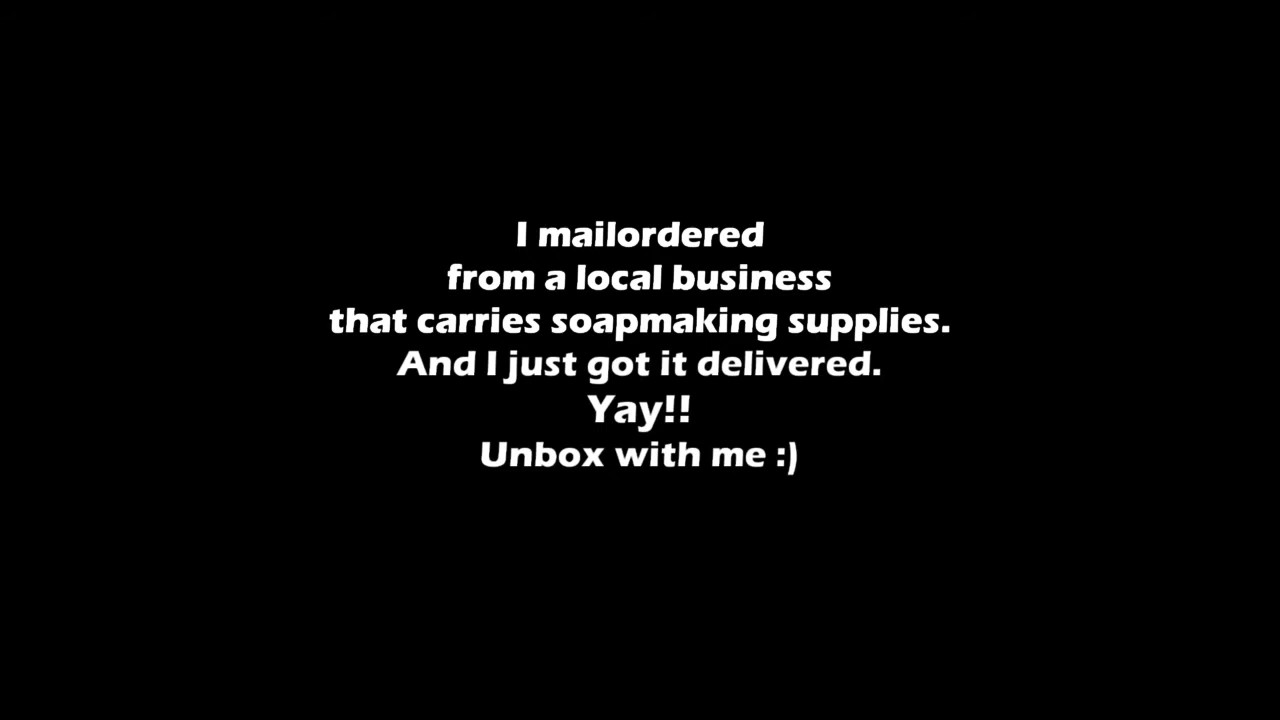 I mailordered
from a local business
that carries soapmaking supplies.
And I just got it delivered.
Yay!!
Unbox with me :)